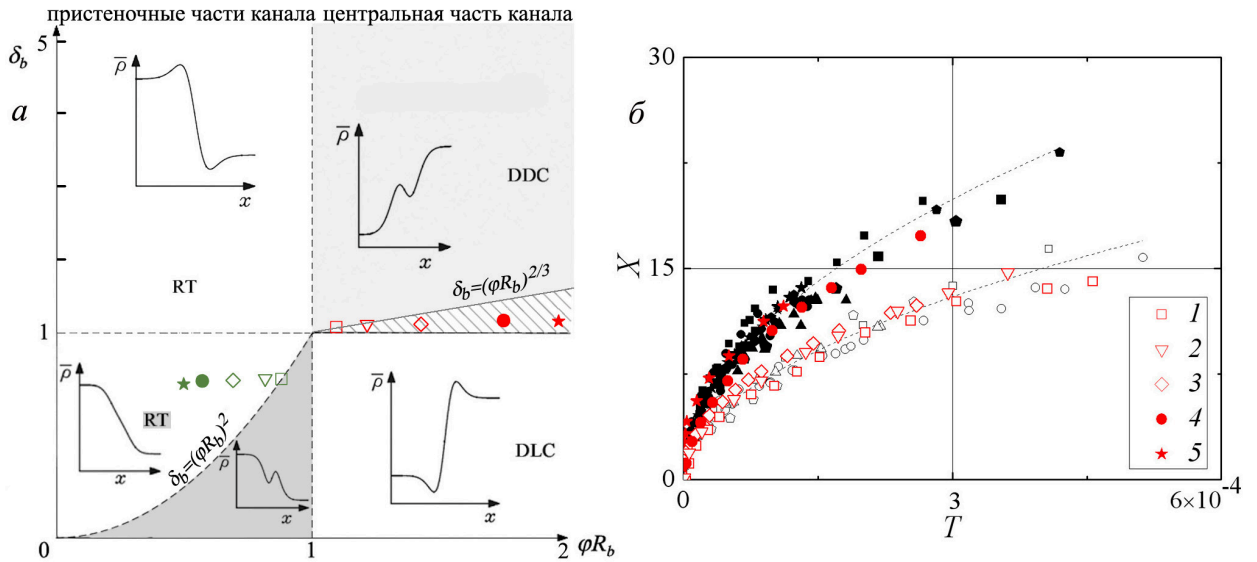 пристеночные части канала центральная часть канала
δb
5
а
ρ
x
ρ
x
DDC
RT
δb=(φRb)2/3
1
ρ
x
RT
δb=(φRb)2
ρ
x
ρ
x
DLC
0
1
2
φRb
б
30
X
15
0
1
2
3
4
5
0
3
6×10-4
T